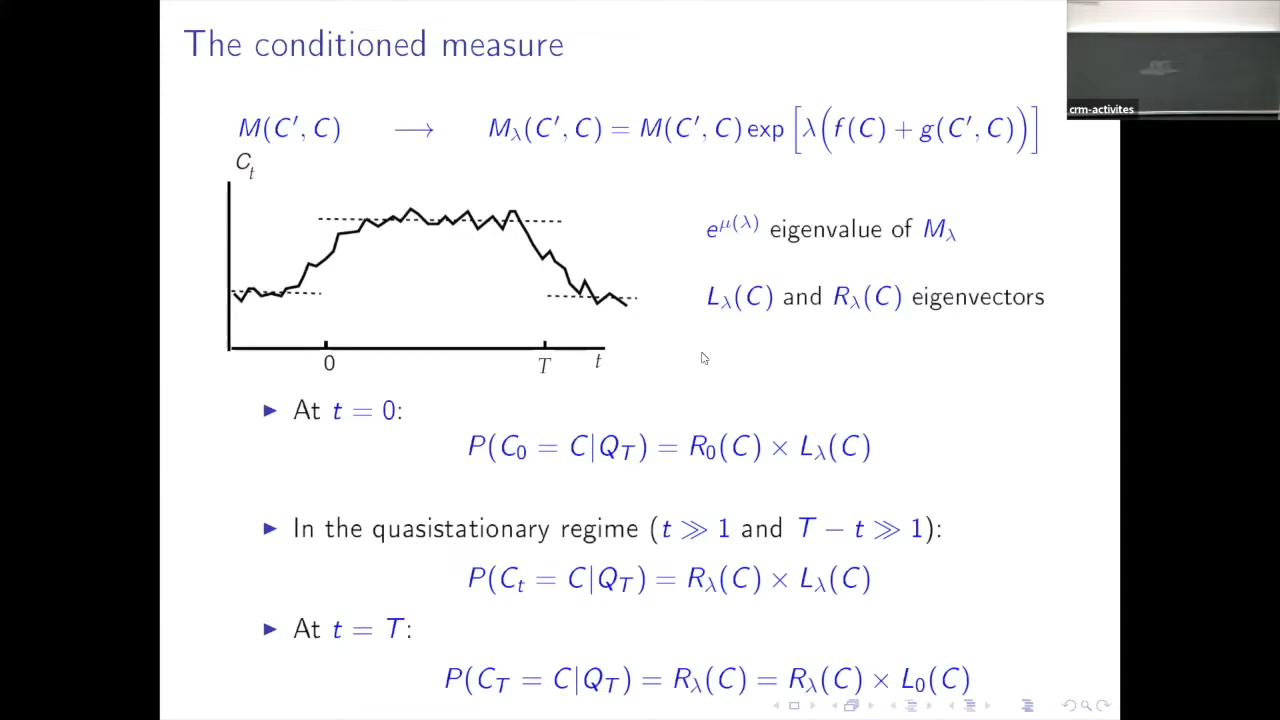 The conditioned measure
crm-activites
M(C′, C) ⟶ M_λ(C′, C) = M(C′, C) exp [λ(f(C) + g(C′, C))]
C_t
e^{μ(λ)} eigenvalue of M_λ
L_λ(C) and R_λ(C) eigenvectors
0 T t
▶ At t = 0:
P(C_0 = C|Q_T) = R_0(C) × L_λ(C)
▶ In the quasistationary regime (t ≫ 1 and T − t ≫ 1):
P(C_t = C|Q_T) = R_λ(C) × L_λ(C)
▶ At t = T:
P(C_T = C|Q_T) = R_λ(C) = R_λ(C) × L_0(C)